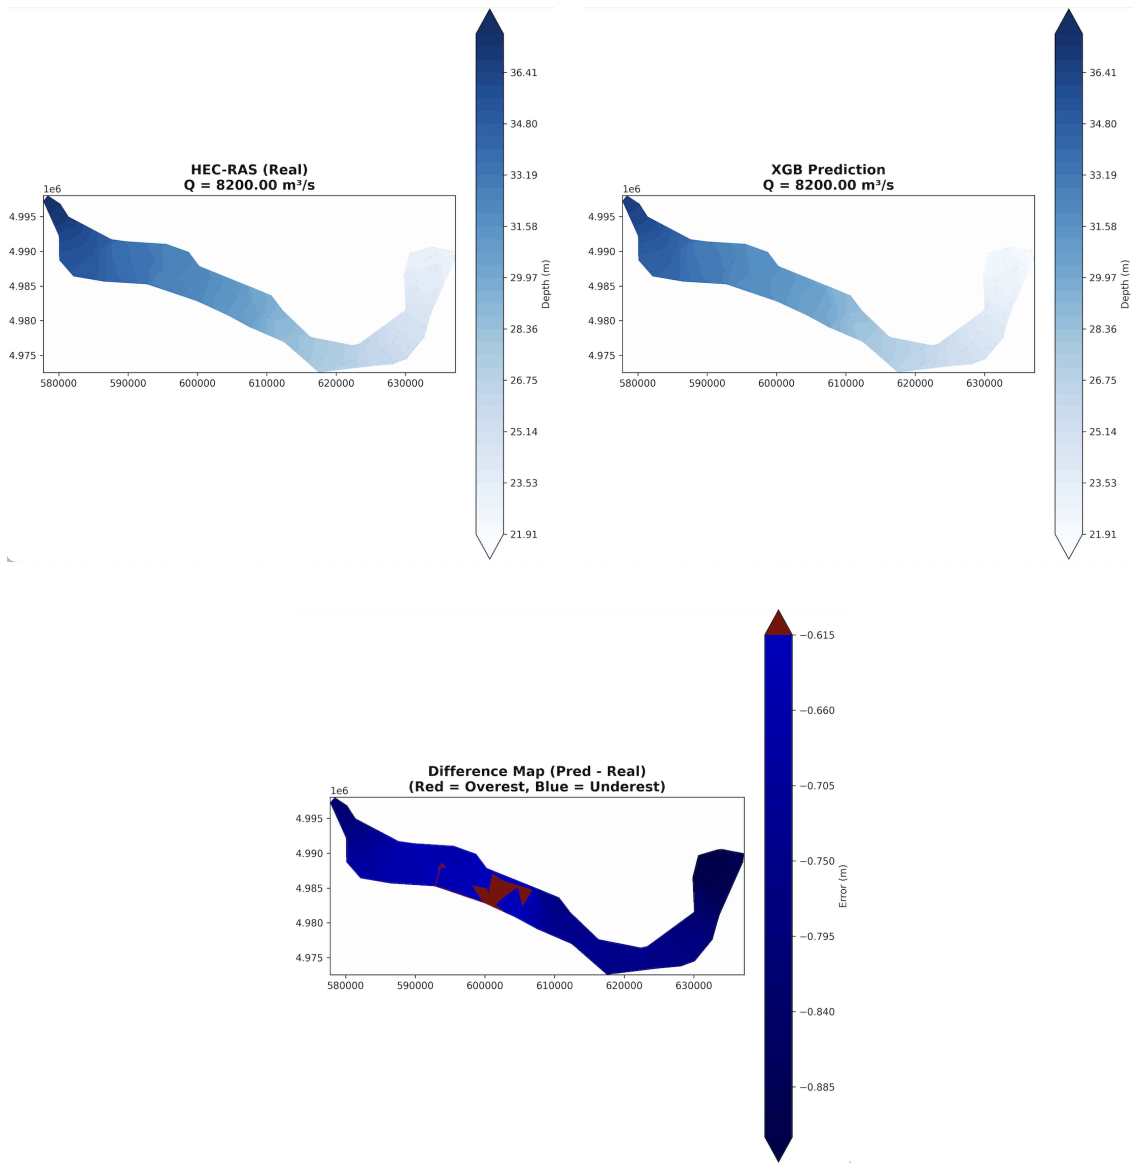 HEC-RAS (Real)
Q = 8200.00 m³/s
1e6
4.995
4.990
4.985
4.980
4.975
580000 590000 600000 610000 620000 630000
36.41
34.80
33.19
31.58
29.97
28.36
26.75
25.14
23.53
21.91
Depth (m)
XGB Prediction
Q = 8200.00 m³/s
1e6
4.995
4.990
4.985
4.980
4.975
580000 590000 600000 610000 620000 630000
36.41
34.80
33.19
31.58
29.97
28.36
26.75
25.14
23.53
21.91
Depth (m)
Difference Map (Pred - Real)
(Red = Overest, Blue = Underest)
1e6
4.995
4.990
4.985
4.980
4.975
580000 590000 600000 610000 620000 630000
−0.615
−0.660
−0.705
−0.750
−0.795
−0.840
−0.885
Error (m)